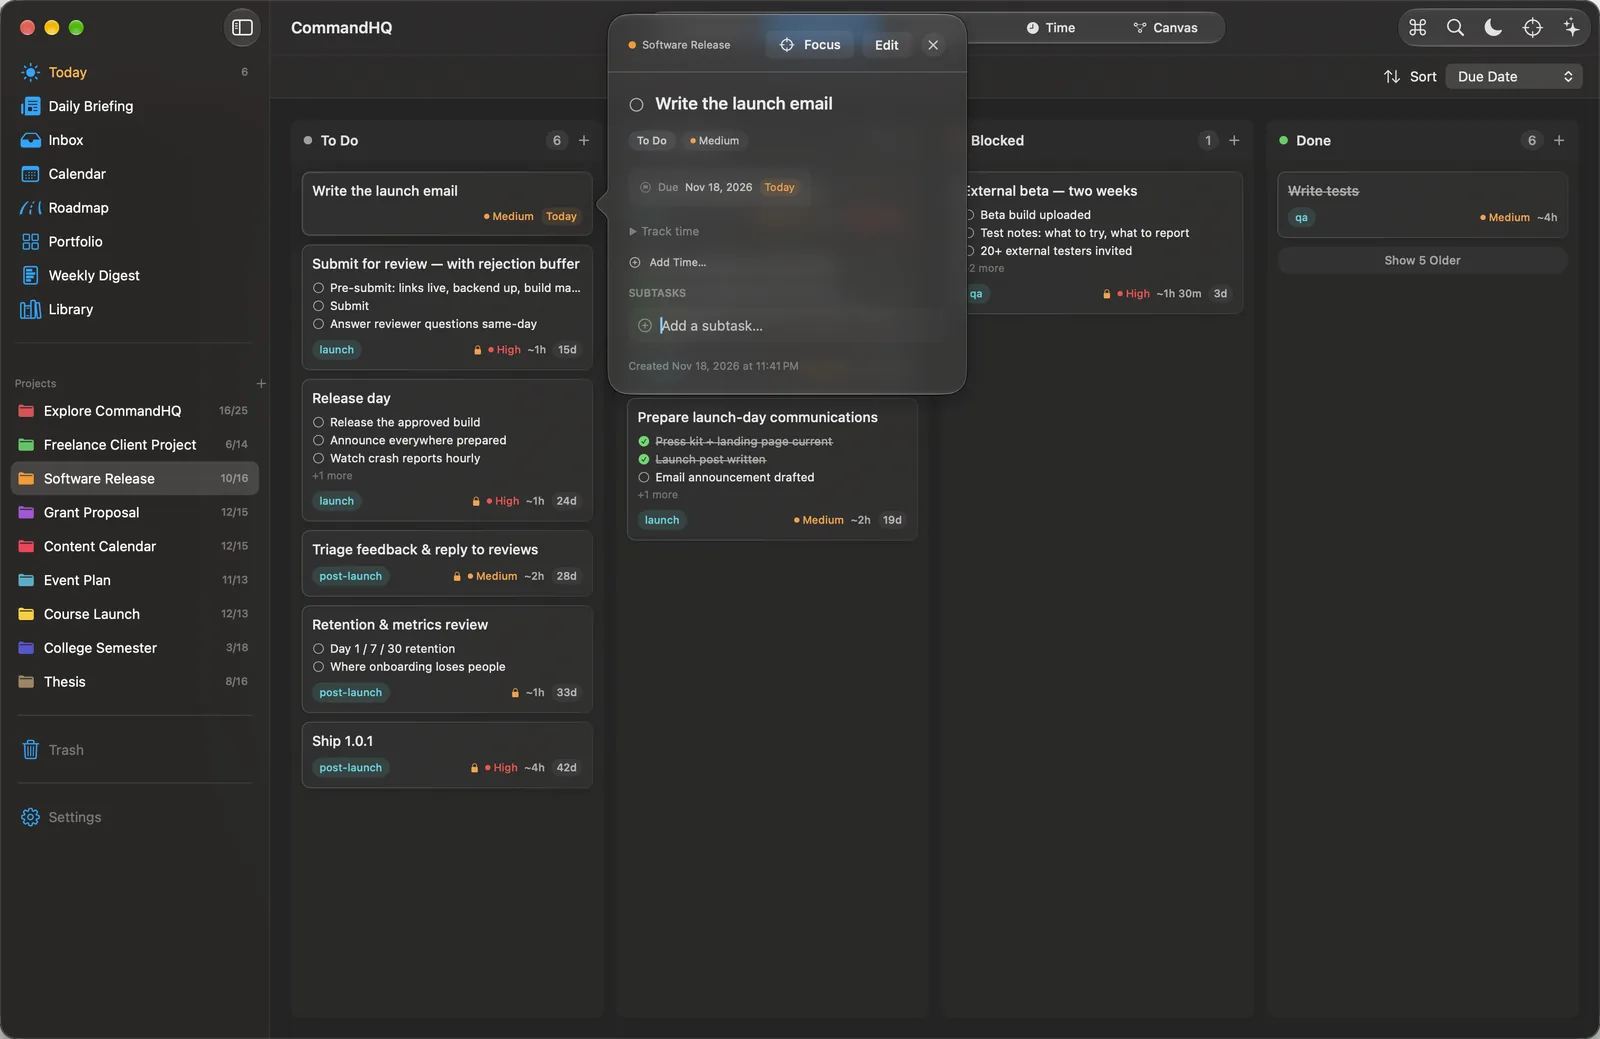 CommandHQ
Time
Canvas
Sort
Due Date
Today 6
Daily Briefing
Inbox
Calendar
Roadmap
Portfolio
Weekly Digest
Library
Projects
Explore CommandHQ 16/25
Freelance Client Project 6/14
Software Release 10/16
Grant Proposal 12/15
Content Calendar 12/15
Event Plan 11/13
Course Launch 12/13
College Semester 3/18
Thesis 8/16
Trash
Settings
To Do 6
Write the launch email
Medium Today
Submit for review — with rejection buffer
Pre-submit: links live, backend up, build ma...
Submit
Answer reviewer questions same-day
launch High ~1h 15d
Release day
Release the approved build
Announce everywhere prepared
Watch crash reports hourly
+1 more
launch High ~1h 24d
Triage feedback & reply to reviews
post-launch Medium ~2h 28d
Retention & metrics review
Day 1 / 7 / 30 retention
Where onboarding loses people
post-launch ~1h 33d
Ship 1.0.1
post-launch High ~4h 42d
Software Release
Focus
Edit
Write the launch email
To Do
Medium
Due Nov 18, 2026 Today
Track time
Add Time...
SUBTASKS
Add a subtask...
Created Nov 18, 2026 at 11:41 PM
Prepare launch-day communications
Press kit + landing page current
Launch post written
Email announcement drafted
+1 more
launch Medium ~2h 19d
Blocked 1
External beta — two weeks
Beta build uploaded
Test notes: what to try, what to report
20+ external testers invited
2 more
qa High ~1h 30m 3d
Done 6
Write tests
qa Medium ~4h
Show 5 Older